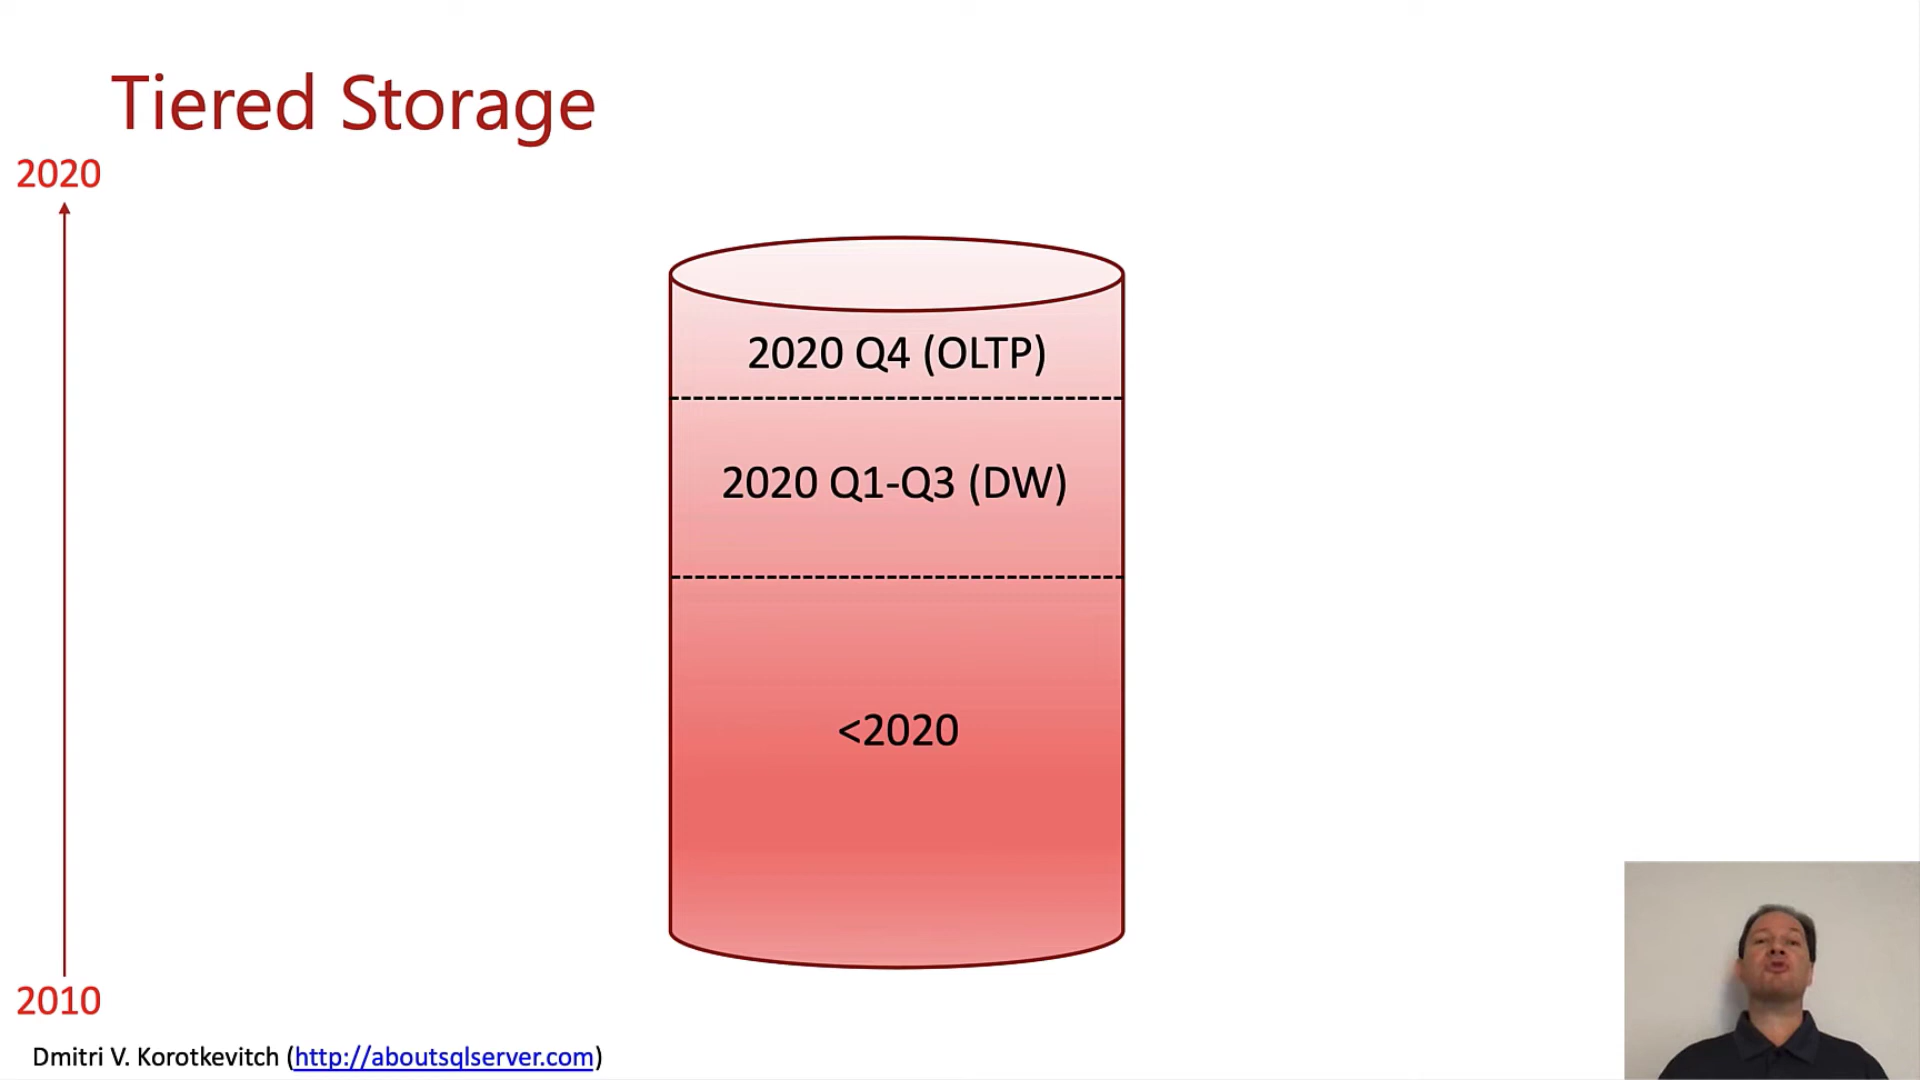 Tiered Storage
2020
2020 Q4 (OLTP)
2020 Q1-Q3 (DW)
<2020
2010
Dmitri V. Korotkevitch (http://aboutsqlserver.com)